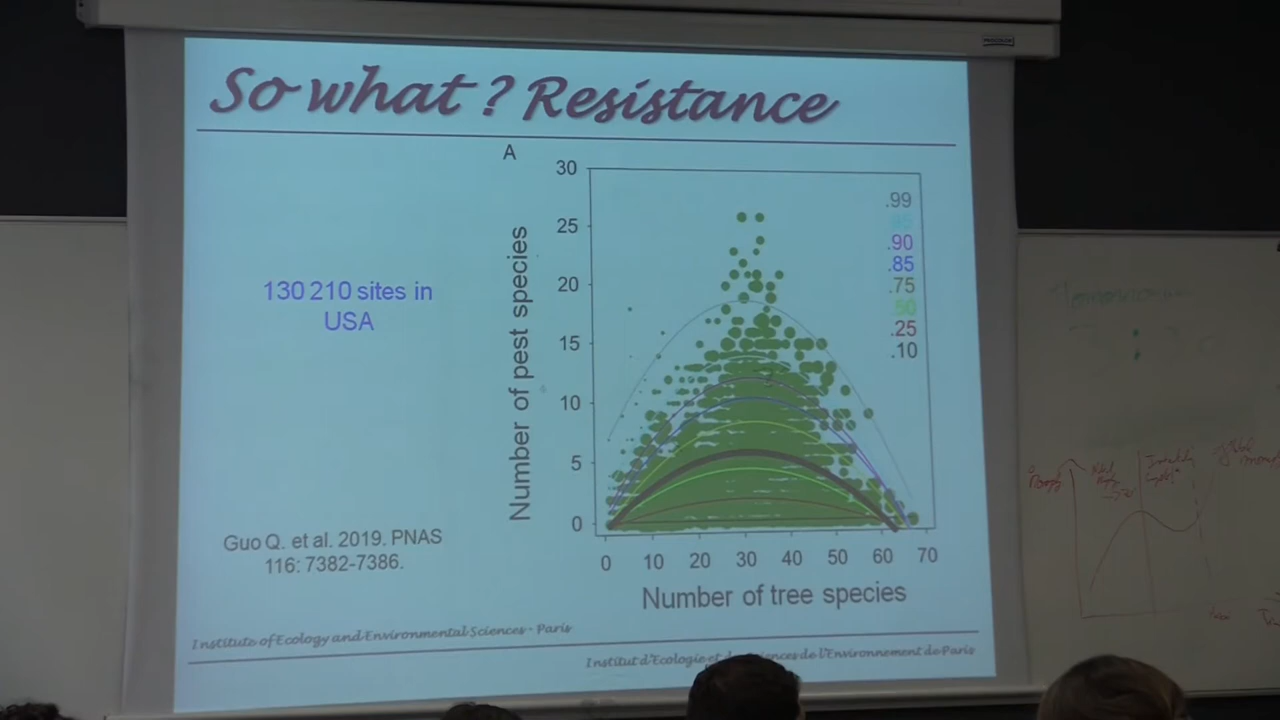 So what ? Resistance
A
30
25
20
15
10
5
0
Number of pest species
.99
.90
.85
.75
.50
.25
.10
0 10 20 30 40 50 60 70
Number of tree species
130 210 sites in
USA
Guo Q. et al. 2019. PNAS
116: 7382-7386.
Institute of Ecology and Environmental Sciences - Paris
Institut d'Ecologie et des Sciences de l'Environnement de Paris